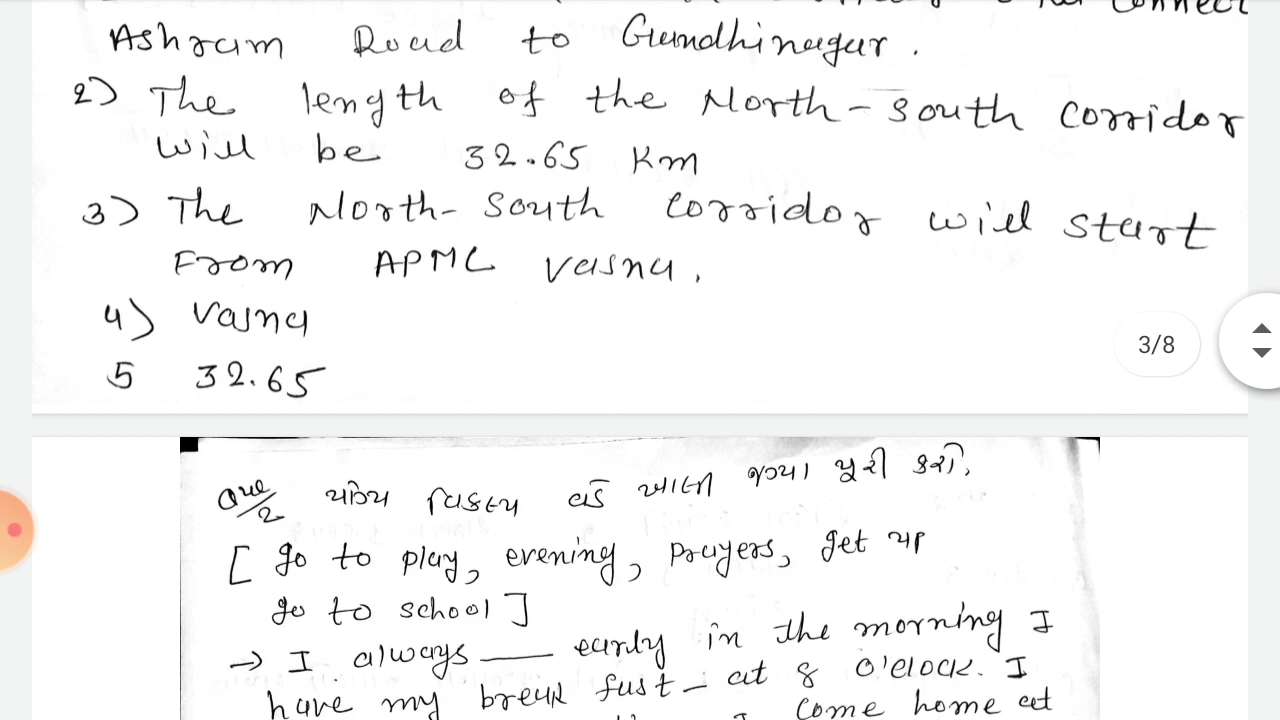 Connect
Ashram Road to Gandhinagar.
2) The length of the North-South Corridor
will be 32.65 Km
3) The North-South Corridor will start
From APMC Vasna.
4) Vasna
5 32.65
3/8
Que/2 યોગ્ય વિકલ્પ વડે ખાલી જગ્યા પૂરી કરો.
[ go to play, evening, Prayers, get up
go to school ]
→ I always ___ early in the morning I
have my break fast - at 8 O'clock. I
I come home at